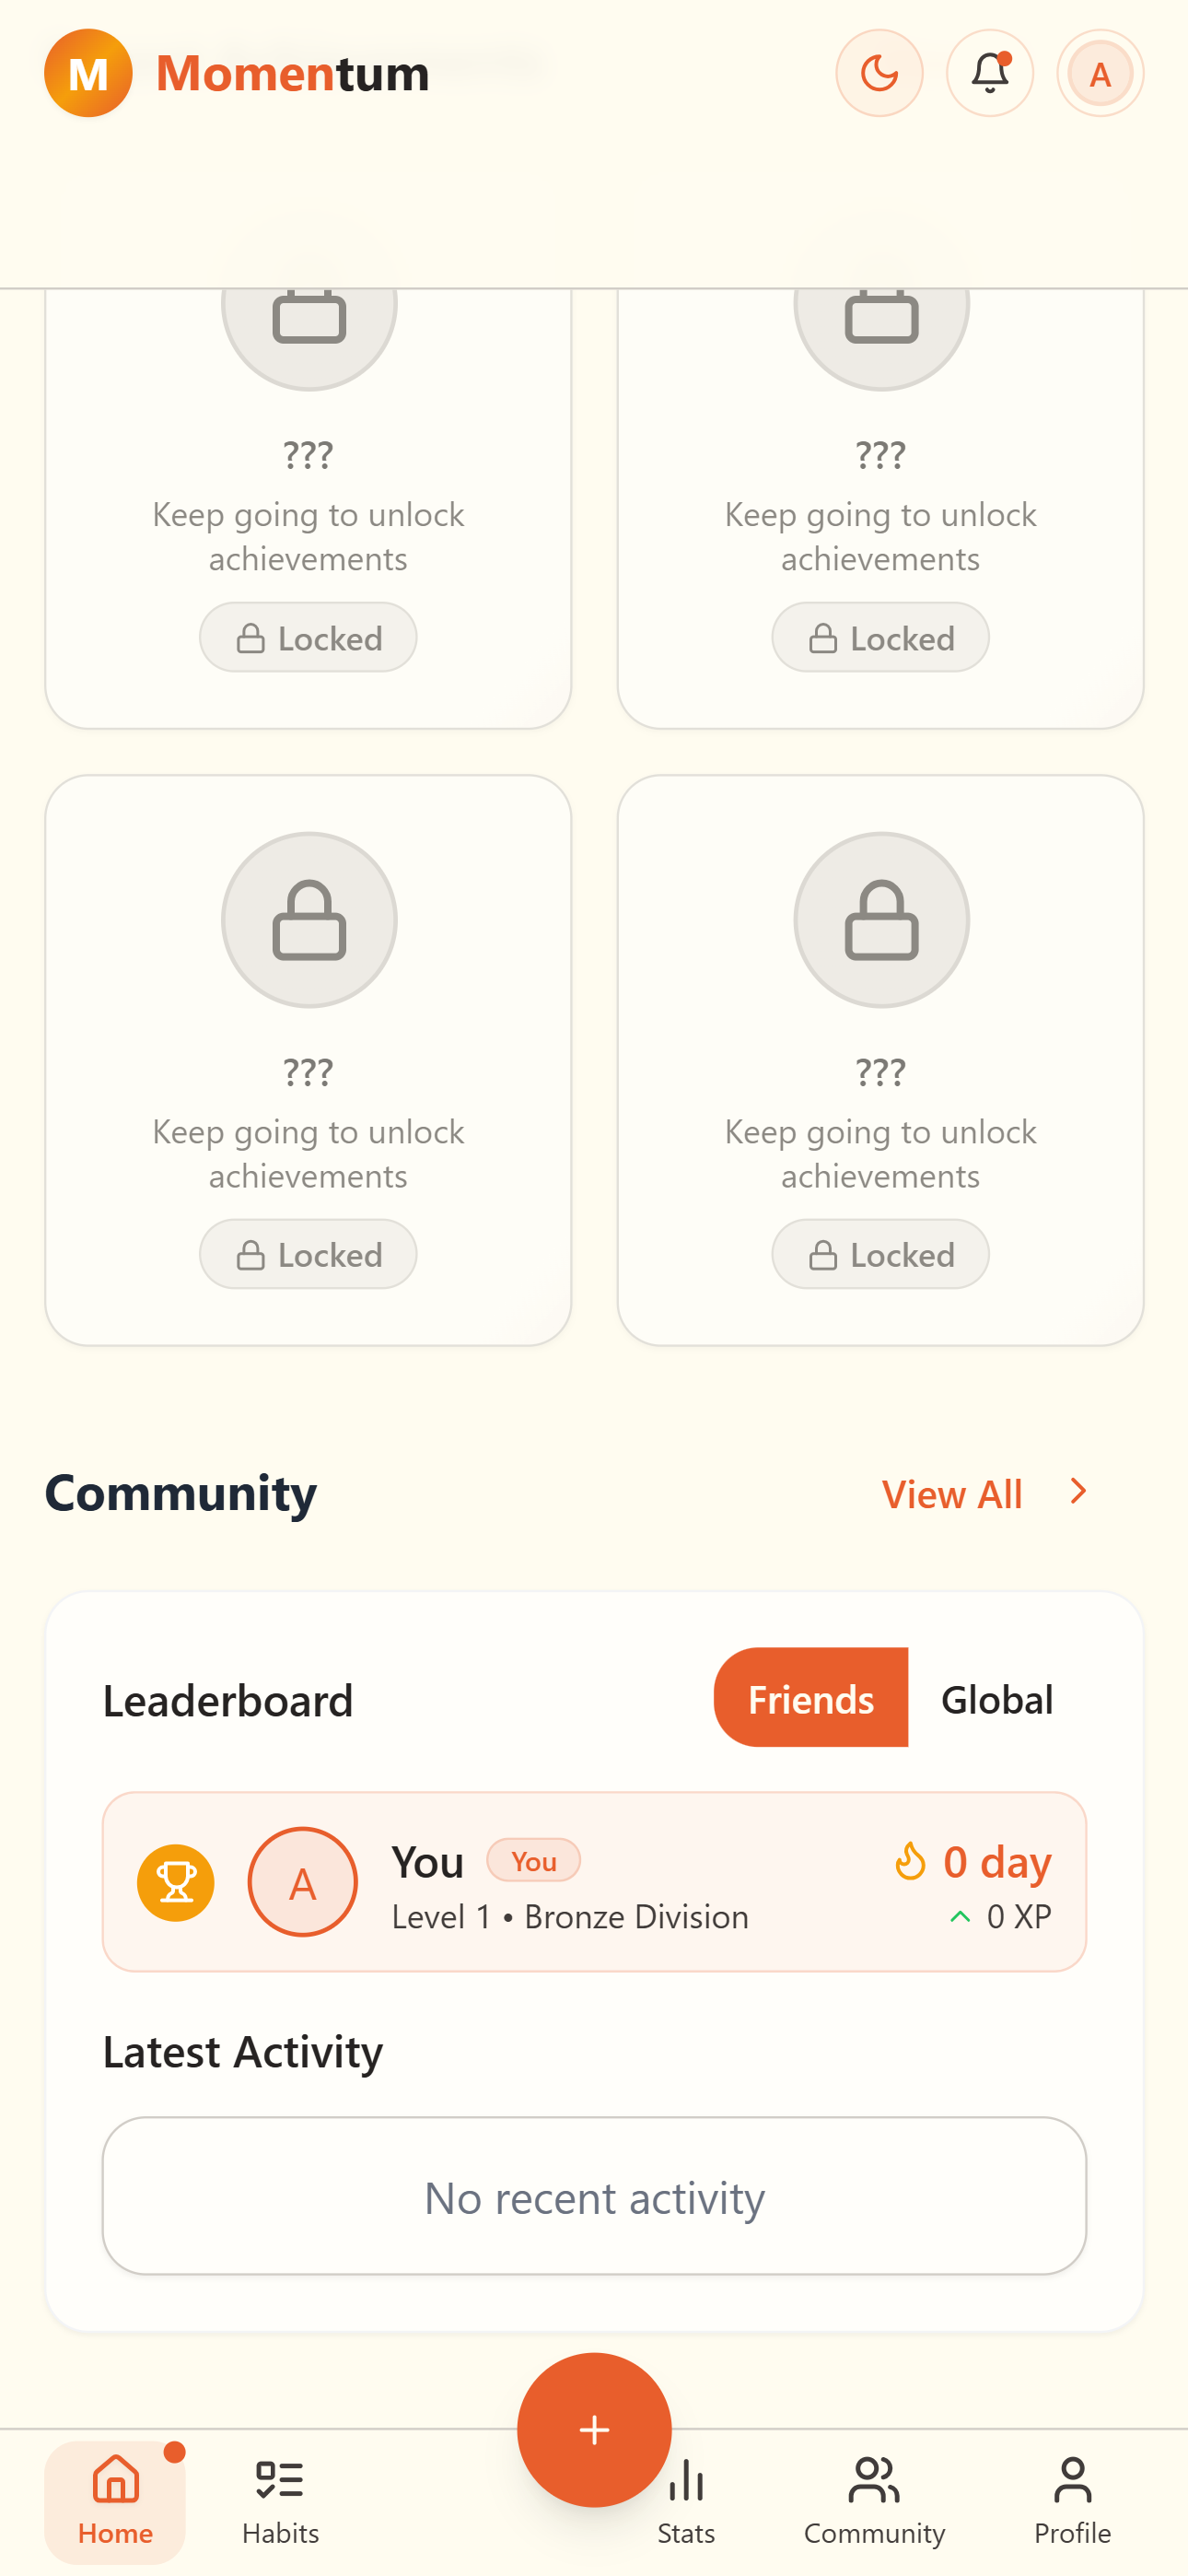 M Momentum A
??? ???
Keep going to unlock Keep going to unlock
achievements achievements
Locked Locked
??? ???
Keep going to unlock Keep going to unlock
achievements achievements
Locked Locked
Community View All
Leaderboard Friends Global
A You You 0 day
Level 1 • Bronze Division 0 XP
Latest Activity
No recent activity
Home Habits Stats Community Profile